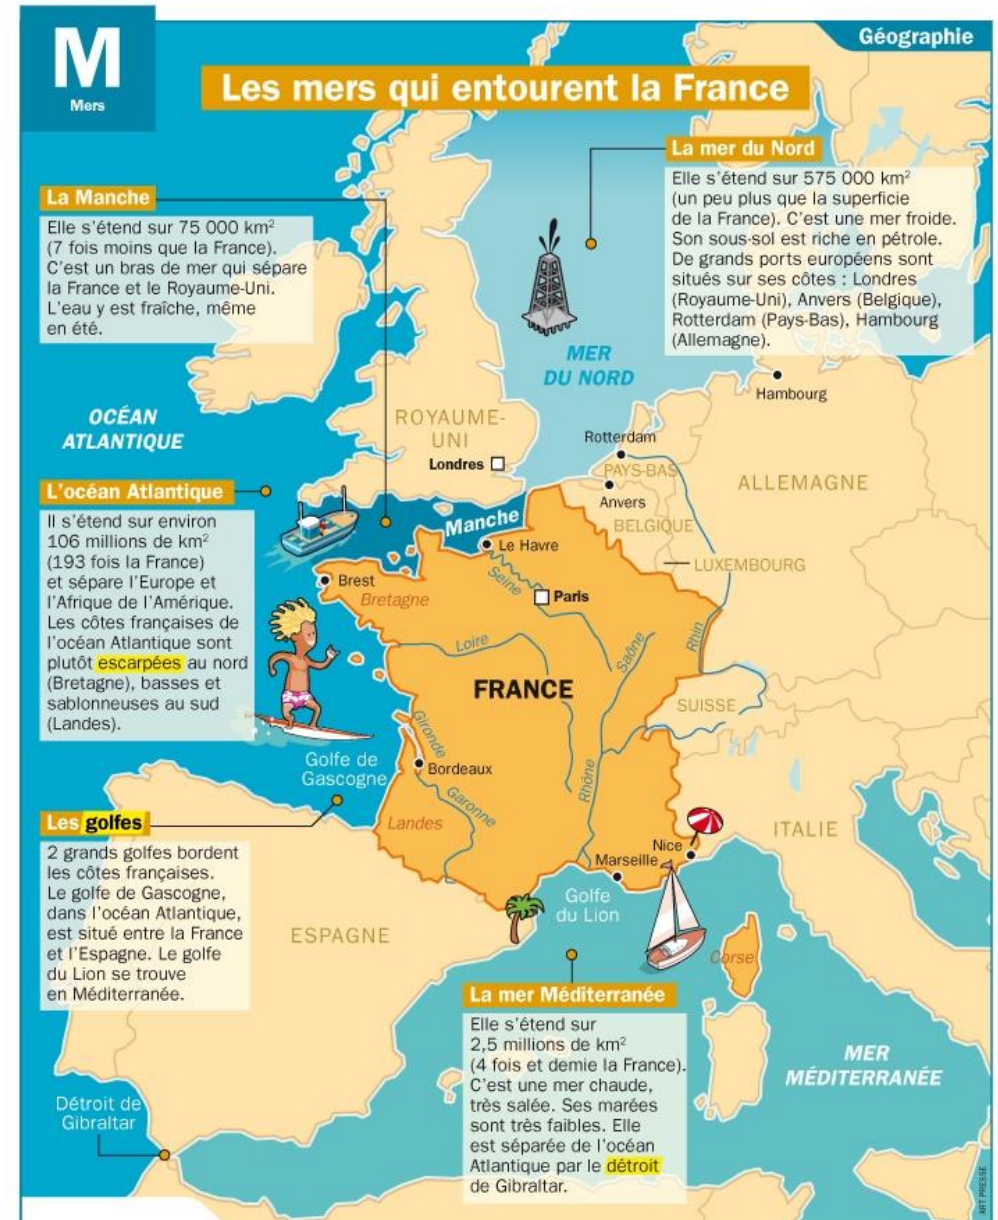 M
Mers
Géographie
Les mers qui entourent la France
La Manche
Elle s'étend sur 75 000 km²
(7 fois moins que la France).
C'est un bras de mer qui sépare
la France et le Royaume-Uni.
L'eau y est fraîche, même
en été.
La mer du Nord
Elle s'étend sur 575 000 km²
(un peu plus que la superficie
de la France). C'est une mer froide.
Son sous-sol est riche en pétrole.
De grands ports européens sont
situés sur ses côtes : Londres
(Royaume-Uni), Anvers (Belgique),
Rotterdam (Pays-Bas), Hambourg
(Allemagne).
MER
DU NORD
Hambourg
OCÉAN
ATLANTIQUE
ROYAUME-
UNI
Londres
Rotterdam
PAYS-BAS
Anvers
BELGIQUE
ALLEMAGNE
LUXEMBOURG
L'océan Atlantique
Il s'étend sur environ
106 millions de km²
(193 fois la France)
et sépare l'Europe et
l'Afrique de l'Amérique.
Les côtes françaises de
l'océan Atlantique sont
plutôt escarpées au nord
(Bretagne), basses et
sablonneuses au sud
(Landes).
Manche
Le Havre
Seine
Paris
Brest
Bretagne
Loire
Saône
Rhin
FRANCE
SUISSE
Gironde
Golfe de
Gascogne
Bordeaux
Garonne
Rhône
Landes
ITALIE
Nice
Marseille
Golfe
du Lion
Corse
Les golfes
2 grands golfes bordent
les côtes françaises.
Le golfe de Gascogne,
dans l'océan Atlantique,
est situé entre la France
et l'Espagne. Le golfe
du Lion se trouve
en Méditerranée.
ESPAGNE
La mer Méditerranée
Elle s'étend sur
2,5 millions de km²
(4 fois et demie la France).
C'est une mer chaude,
très salée. Ses marées
sont très faibles. Elle
est séparée de l'océan
Atlantique par le détroit
de Gibraltar.
MER
MÉDITERRANÉE
Détroit de
Gibraltar
ART PRESSE